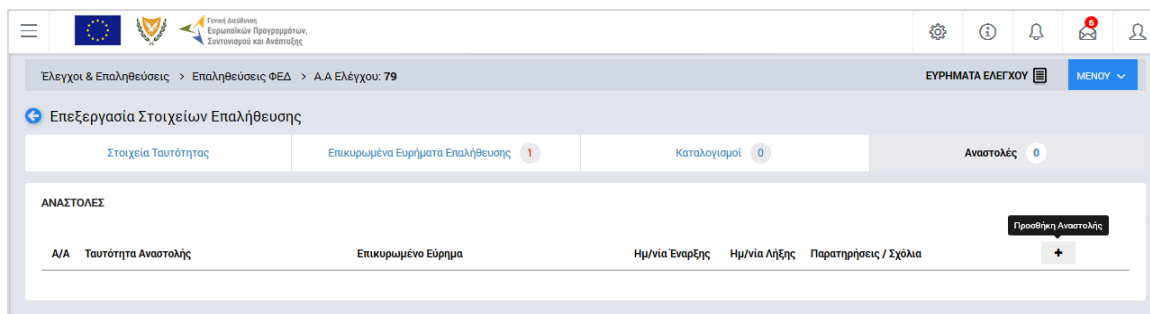 Γενική Διεύθυνση
Ευρωπαϊκών Προγραμμάτων,
Συντονισμού και Ανάπτυξης
6
Έλεγχοι & Επαληθεύσεις > Επαληθεύσεις ΦΕΔ > Α.Α Ελέγχου: 79
ΕΥΡΗΜΑΤΑ ΕΛΕΓΧΟΥ
ΜΕΝΟΥ
Επεξεργασία Στοιχείων Επαλήθευσης
Στοιχεία Ταυτότητας
Επικυρωμένα Ευρήματα Επαλήθευσης 1
Καταλογισμοί 0
Αναστολές 0
ΑΝΑΣΤΟΛΕΣ
Προσθήκη Αναστολής
Α/Α Ταυτότητα Αναστολής Επικυρωμένο Εύρημα Ημ/νία Έναρξης Ημ/νία Λήξης Παρατηρήσεις / Σχόλια +